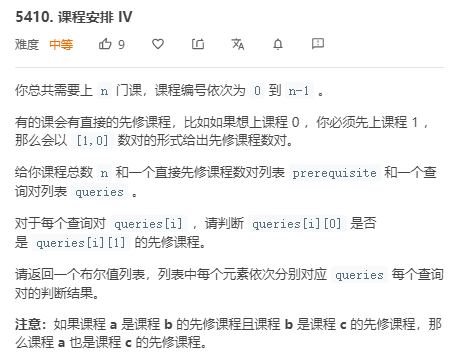 5410. 课程安排 IV
难度 中等 9
你总共需要上 n 门课，课程编号依次为 0 到 n-1 。
有的课会有直接的先修课程，比如如果想上课程 0 ，你必须先上课程 1 ，
那么会以 [1,0] 数对的形式给出先修课程数对。
给你课程总数 n 和一个直接先修课程数对列表 prerequisite 和一个查
询对列表 queries 。
对于每个查询对 queries[i] ，请判断 queries[i][0] 是否
是 queries[i][1] 的先修课程。
请返回一个布尔值列表，列表中每个元素依次分别对应 queries 每个查询
对的判断结果。
注意：如果课程 a 是课程 b 的先修课程且课程 b 是课程 c 的先修课程，那
么课程 a 也是课程 c 的先修课程。